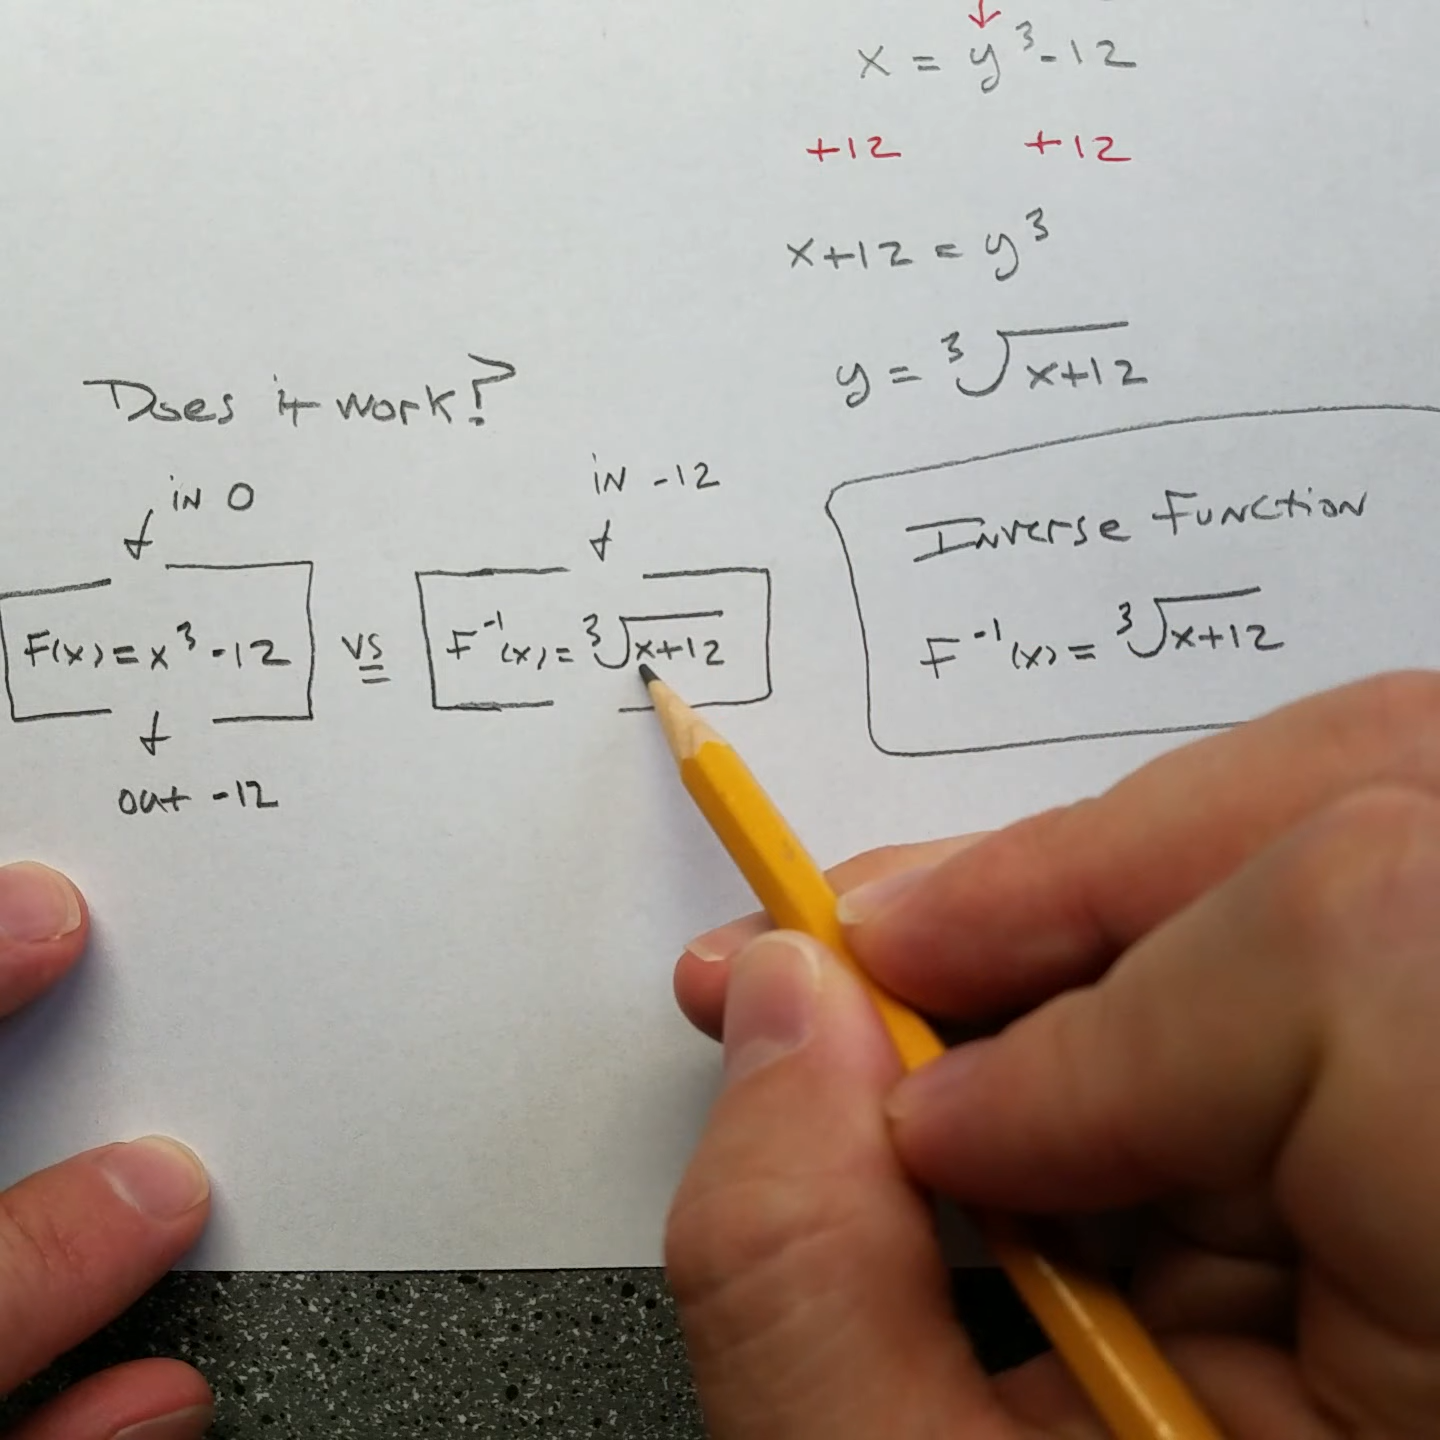 x = y³ - 12
+12 +12
x+12 = y³
y = ³√x+12
Does it work?
in 0
F(x) = x³ - 12
out -12
vs
in -12
F⁻¹(x) = ³√x+12
Inverse Function
F⁻¹(x) = ³√x+12